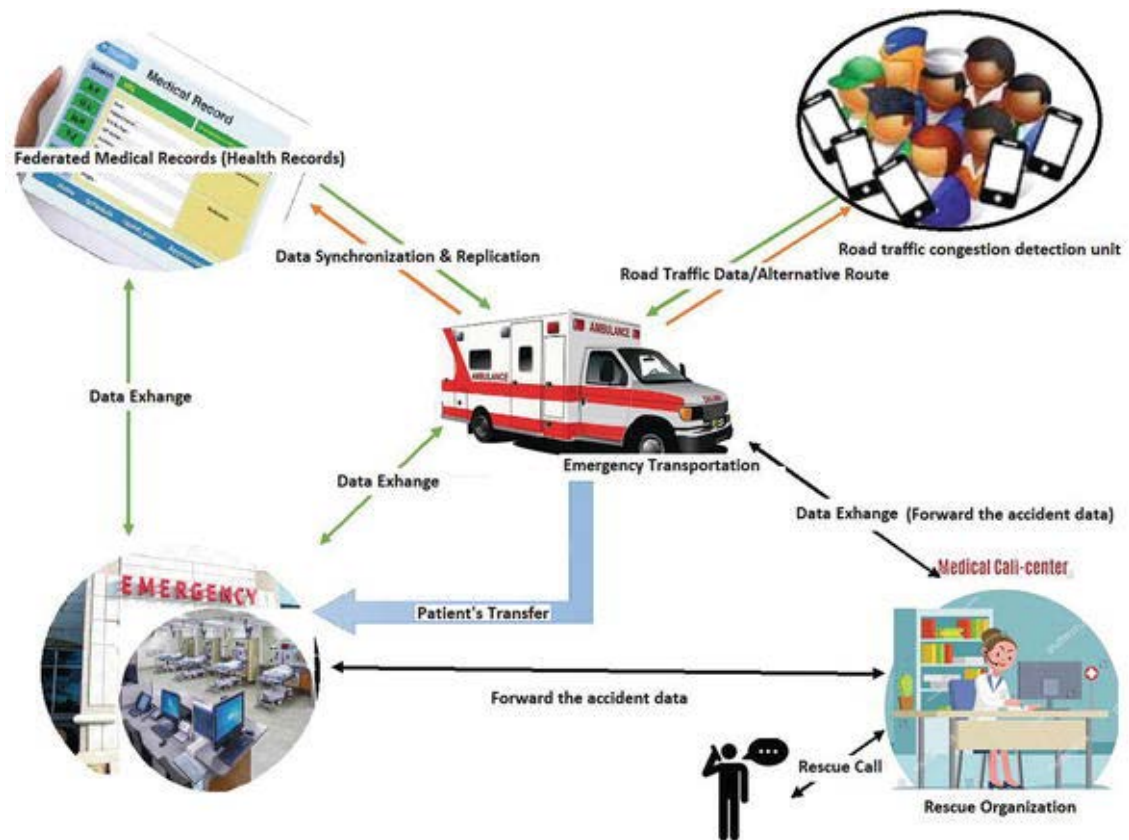 Medical Record
Search
Federated Medical Records (Health Records)
Data Synchronization & Replication
Road traffic congestion detection unit
Road Traffic Data/Alternative Route
AMBULANCE
AMBULANCE
Data Exhange
Emergency Transportation
Data Exhange
Data Exhange (Forward the accident data)
Medical Call-center
EMERGENCY
Patient's Transfer
Forward the accident data
Rescue Call
Rescue Organization